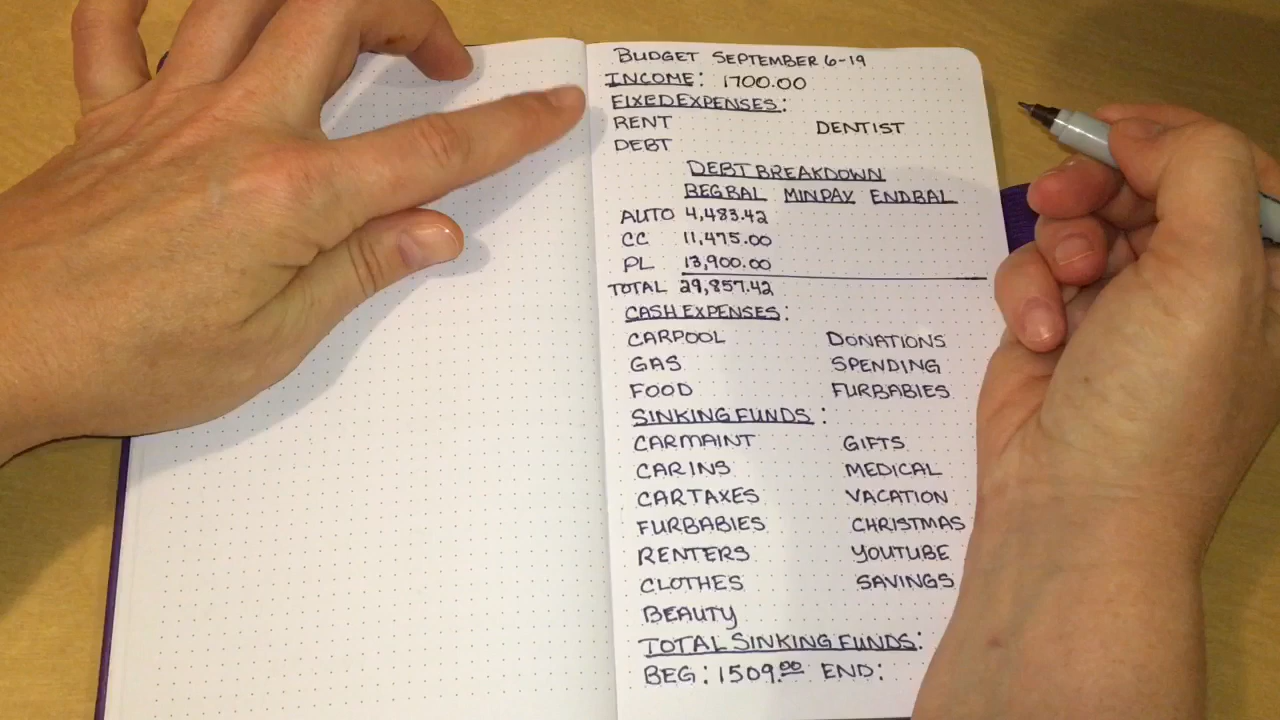 BUDGET SEPTEMBER 6-19
INCOME: 1700.00
FIXED EXPENSES:
RENT DENTIST
DEBT
DEBT BREAKDOWN
BEG BAL MIN PAY END BAL
AUTO 4,483.42
CC 11,475.00
PL 13,900.00
TOTAL 29,857.42
CASH EXPENSES:
CARPOOL DONATIONS
GAS SPENDING
FOOD FURBABIES
SINKING FUNDS:
CAR MAINT GIFTS
CAR INS MEDICAL
CAR TAXES VACATION
FURBABIES CHRISTMAS
RENTERS YOUTUBE
CLOTHES SAVINGS
BEAUTY
TOTAL SINKING FUNDS:
BEG: 1509.00 END: